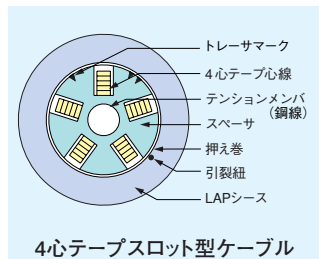 トレーサマーク
4心テープ心線
テンションメンバ
(鋼線)
スペーサ
押え巻
引裂紐
LAPシース
4心テープスロット型ケーブル